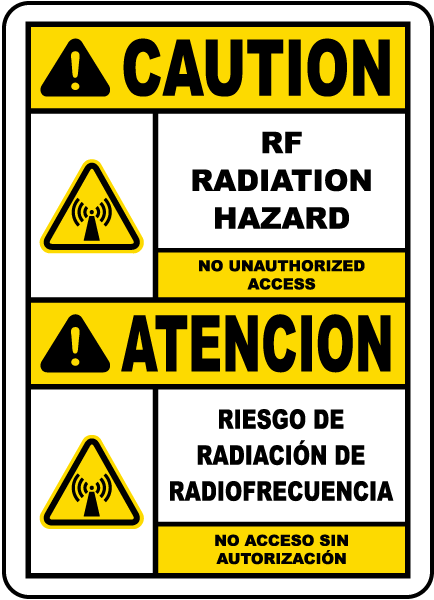 CAUTION
RF
RADIATION
HAZARD
NO UNAUTHORIZED
ACCESS
ATENCION
RIESGO DE
RADIACIÓN DE
RADIOFRECUENCIA
NO ACCESO SIN
AUTORIZACIÓN